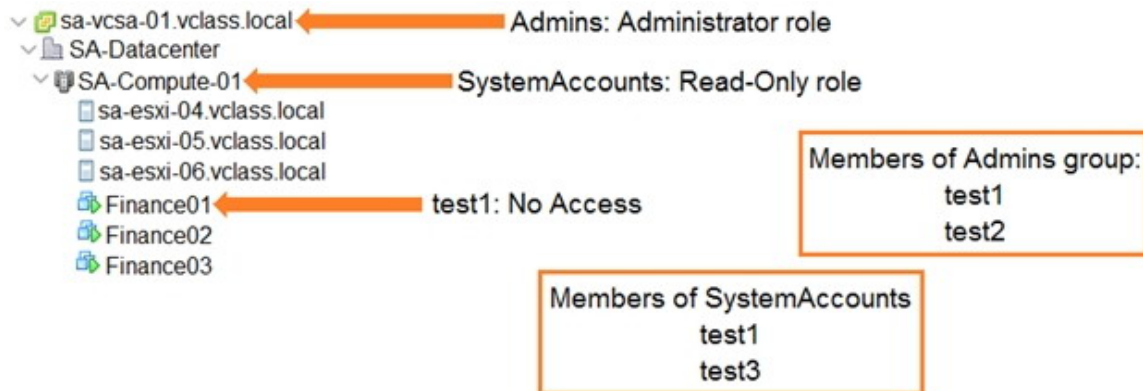 sa-vcsa-01.vclass.local
Admins: Administrator role
SA-Datacenter
SA-Compute-01
SystemAccounts: Read-Only role
sa-esxi-04.vclass.local
sa-esxi-05.vclass.local
sa-esxi-06.vclass.local
Finance01
test1: No Access
Finance02
Finance03
Members of Admins group:
test1
test2
Members of SystemAccounts
test1
test3